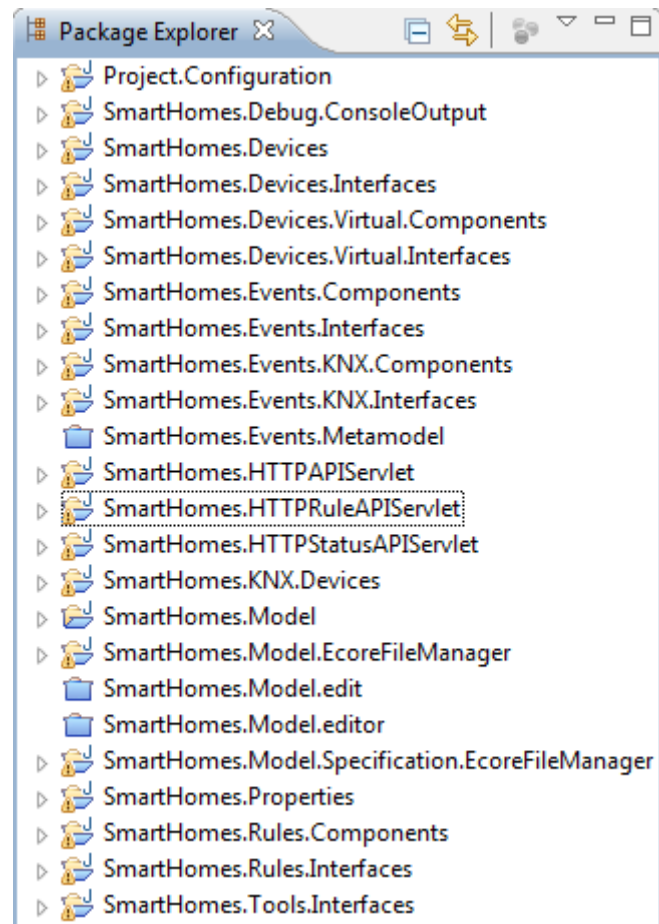 Package Explorer
Project.Configuration
SmartHomes.Debug.ConsoleOutput
SmartHomes.Devices
SmartHomes.Devices.Interfaces
SmartHomes.Devices.Virtual.Components
SmartHomes.Devices.Virtual.Interfaces
SmartHomes.Events.Components
SmartHomes.Events.Interfaces
SmartHomes.Events.KNX.Components
SmartHomes.Events.KNX.Interfaces
SmartHomes.Events.Metamodel
SmartHomes.HTTPAPIServlet
SmartHomes.HTTPRuleAPIServlet
SmartHomes.HTTPStatusAPIServlet
SmartHomes.KNX.Devices
SmartHomes.Model
SmartHomes.Model.EcoreFileManager
SmartHomes.Model.edit
SmartHomes.Model.editor
SmartHomes.Model.Specification.EcoreFileManager
SmartHomes.Properties
SmartHomes.Rules.Components
SmartHomes.Rules.Interfaces
SmartHomes.Tools.Interfaces